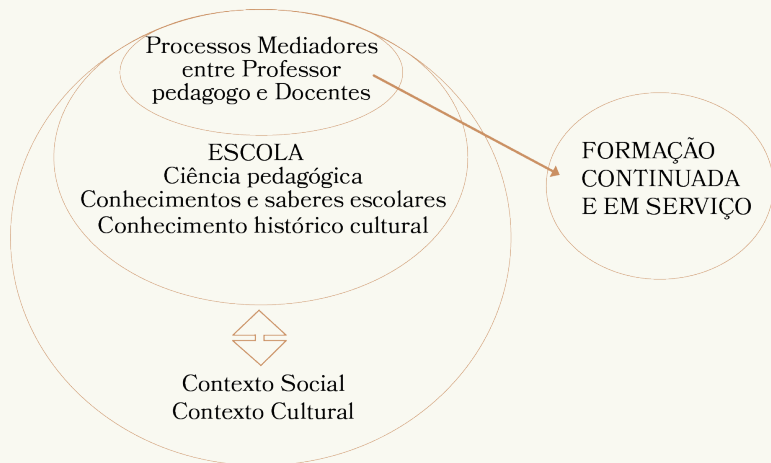 Processos Mediadores
entre Professor
pedagogo e Docentes
ESCOLA
Ciência pedagógica
Conhecimentos e saberes escolares
Conhecimento histórico cultural
Contexto Social
Contexto Cultural
FORMAÇÃO
CONTINUADA
E EM SERVIÇO